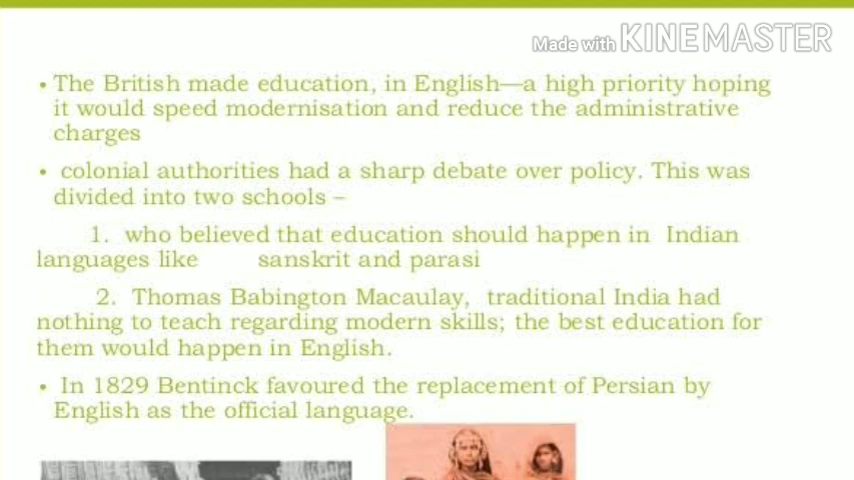 Made with KINEMASTER
• The British made education, in English—a high priority hoping
it would speed modernisation and reduce the administrative
charges
• colonial authorities had a sharp debate over policy. This was
divided into two schools –
1. who believed that education should happen in Indian
languages like sanskrit and parasi
2. Thomas Babington Macaulay, traditional India had
nothing to teach regarding modern skills; the best education for
them would happen in English.
• In 1829 Bentinck favoured the replacement of Persian by
English as the official language.